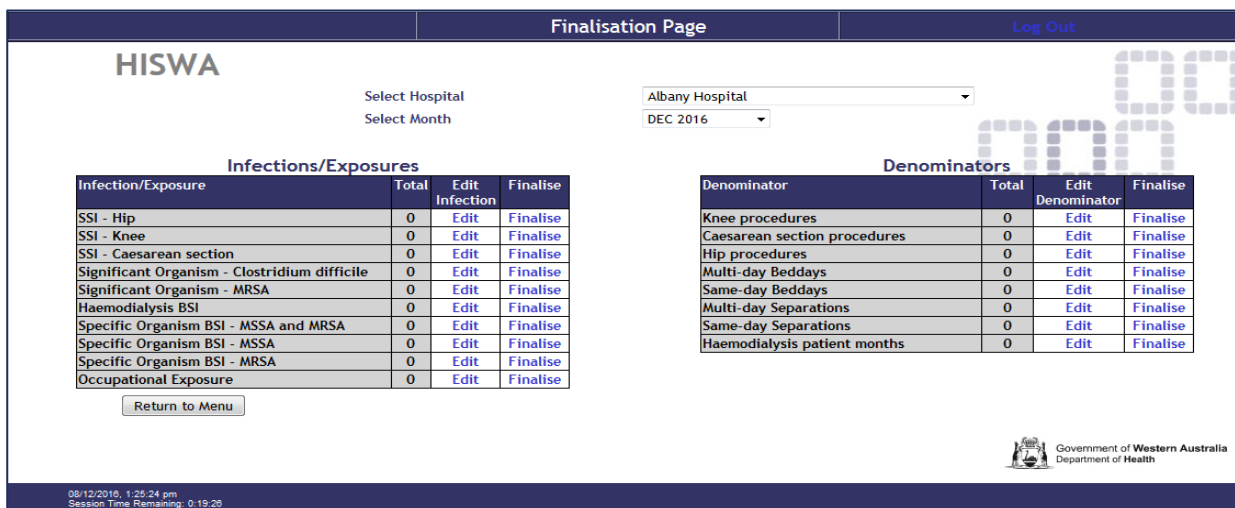 Finalisation Page Log Out
HISWA
Select Hospital Albany Hospital
Select Month DEC 2016
Infections/Exposures
Infection/Exposure Total Edit Infection Finalise
SSI - Hip 0 Edit Finalise
SSI - Knee 0 Edit Finalise
SSI - Caesarean section 0 Edit Finalise
Significant Organism - Clostridium difficile 0 Edit Finalise
Significant Organism - MRSA 0 Edit Finalise
Haemodialysis BSI 0 Edit Finalise
Specific Organism BSI - MSSA and MRSA 0 Edit Finalise
Specific Organism BSI - MSSA 0 Edit Finalise
Specific Organism BSI - MRSA 0 Edit Finalise
Occupational Exposure 0 Edit Finalise
Return to Menu
Denominators
Denominator Total Edit Denominator Finalise
Knee procedures 0 Edit Finalise
Caesarean section procedures 0 Edit Finalise
Hip procedures 0 Edit Finalise
Multi-day Beddays 0 Edit Finalise
Same-day Beddays 0 Edit Finalise
Multi-day Separations 0 Edit Finalise
Same-day Separations 0 Edit Finalise
Haemodialysis patient months 0 Edit Finalise
Government of Western Australia
Department of Health
08/12/2016, 1:25:24 pm
Session Time Remaining: 0:19:26